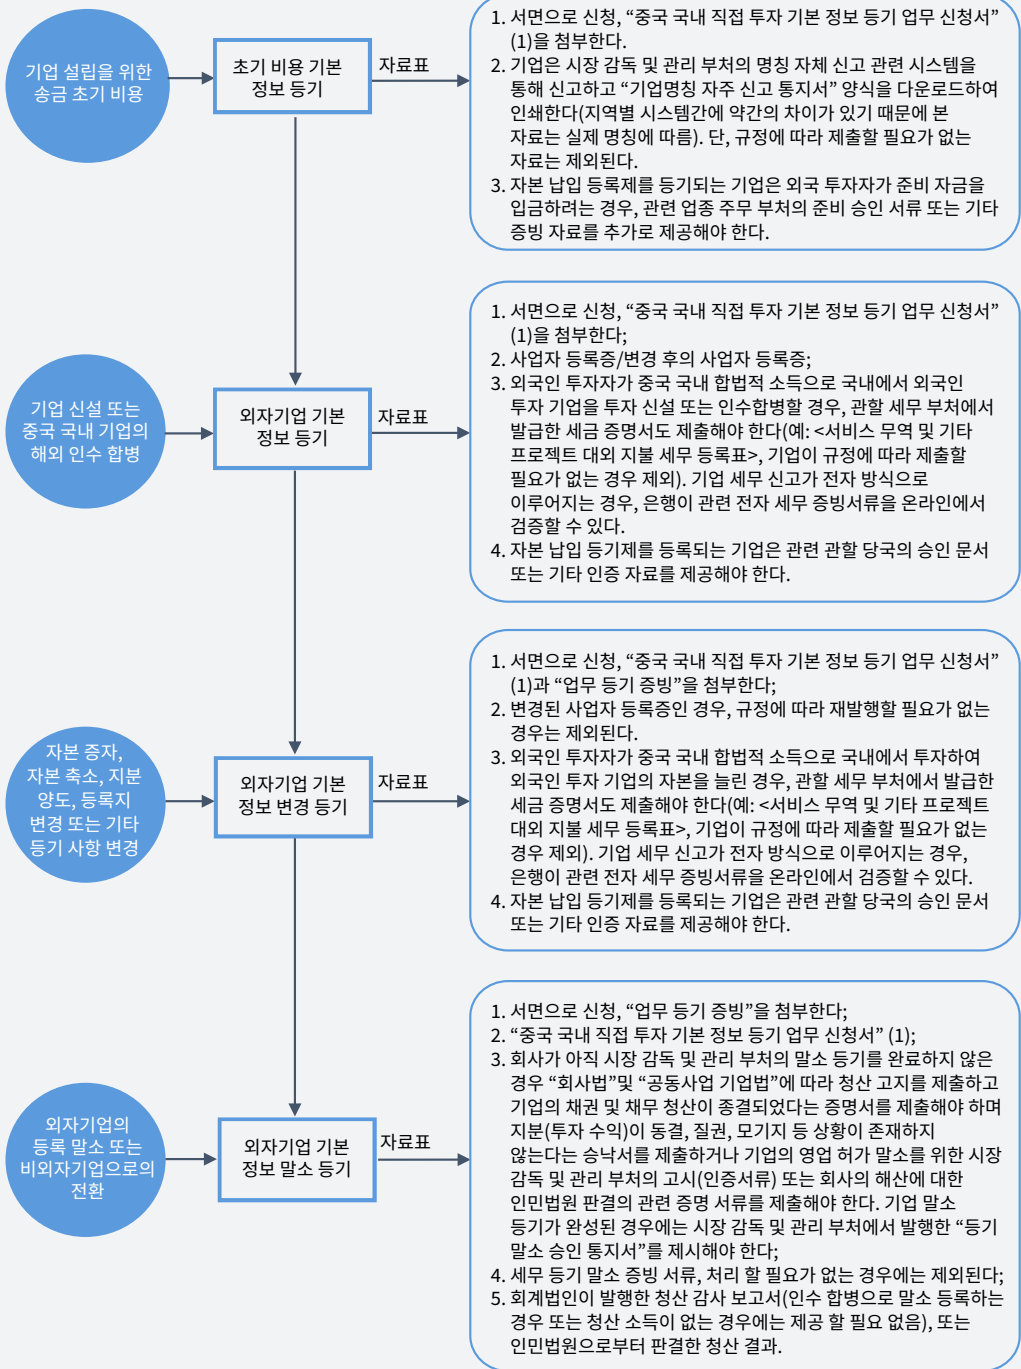 기업 설립을 위한
송금 초기 비용
초기 비용 기본
정보 등기
자료표
1. 서면으로 신청, “중국 국내 직접 투자 기본 정보 등기 업무 신청서”
(1)을 첨부한다.
2. 기업은 시장 감독 및 관리 부처의 명칭 자체 신고 관련 시스템을
통해 신고하고 “기업명칭 자주 신고 통지서” 양식을 다운로드하여
인쇄한다(지역별 시스템간에 약간의 차이가 있기 때문에 본
자료는 실제 명칭에 따름). 단, 규정에 따라 제출할 필요가 없는
자료는 제외된다.
3. 자본 납입 등록제를 등기되는 기업은 외국 투자자가 준비 자금을
입금하려는 경우, 관련 업종 주무 부처의 준비 승인 서류 또는 기타
증빙 자료를 추가로 제공해야 한다.
기업 신설 또는
중국 국내 기업의
해외 인수 합병
외자기업 기본
정보 등기
자료표
1. 서면으로 신청, “중국 국내 직접 투자 기본 정보 등기 업무 신청서”
(1)을 첨부한다;
2. 사업자 등록증/변경 후의 사업자 등록증;
3. 외국인 투자자가 중국 국내 합법적 소득으로 국내에서 외국인
투자 기업을 투자 신설 또는 인수합병할 경우, 관할 세무 부처에서
발급한 세금 증명서도 제출해야 한다(예: <서비스 무역 및 기타
프로젝트 대외 지불 세무 등록표>, 기업이 규정에 따라 제출할
필요가 없는 경우 제외). 기업 세무 신고가 전자 방식으로
이루어지는 경우, 은행이 관련 전자 세무 증빙서류을 온라인에서
검증할 수 있다.
4. 자본 납입 등기제를 등록되는 기업은 관련 관할 당국의 승인 문서
또는 기타 인증 자료를 제공해야 한다.
자본 증자,
자본 축소, 지분
양도, 등록지
변경 또는 기타
등기 사항 변경
외자기업 기본
정보 변경 등기
자료표
1. 서면으로 신청, “중국 국내 직접 투자 기본 정보 등기 업무 신청서”
(1)과 “업무 등기 증빙”을 첨부한다;
2. 변경된 사업자 등록증인 경우, 규정에 따라 재발행할 필요가 없는
경우는 제외된다.
3. 외국인 투자자가 중국 국내 합법적 소득으로 국내에서 투자하여
외국인 투자 기업의 자본을 늘린 경우, 관할 세무 부처에서 발급한
세금 증명서도 제출해야 한다(예: <서비스 무역 및 기타 프로젝트
대외 지불 세무 등록표>, 기업이 규정에 따라 제출할 필요가 없는
경우 제외). 기업 세무 신고가 전자 방식으로 이루어지는 경우,
은행이 관련 전자 세무 증빙서류을 온라인에서 검증할 수 있다.
4. 자본 납입 등기제를 등록되는 기업은 관련 관할 당국의 승인 문서
또는 기타 인증 자료를 제공해야 한다.
외자기업의
등록 말소 또는
비외자기업으로의
전환
외자기업 기본
정보 말소 등기
자료표
1. 서면으로 신청, “업무 등기 증빙”을 첨부한다;
2. “중국 국내 직접 투자 기본 정보 등기 업무 신청서” (1);
3. 회사가 아직 시장 감독 및 관리 부처의 말소 등기를 완료하지 않은
경우 “회사법”및 “공동사업 기업법”에 따라 청산 고지를 제출하고
기업의 채권 및 채무 청산이 종결되었다는 증명서를 제출해야 하며
지분(투자 수익)이 동결, 질권, 모기지 등 상황이 존재하지
않는다는 승낙서를 제출하거나 기업의 영업 허가 말소를 위한 시장
감독 및 관리 부처의 고시(인증서류) 또는 회사의 해산에 대한
인민법원 판결의 관련 증명 서류를 제출해야 한다. 기업 말소
등기가 완성된 경우에는 시장 감독 및 관리 부처에서 발행한 “등기
말소 승인 통지서”를 제시해야 한다;
4. 세무 등기 말소 증빙 서류, 처리 할 필요가 없는 경우에는 제외된다;
5. 회계법인이 발행한 청산 감사 보고서(인수 합병으로 말소 등록하는
경우 또는 청산 소득이 없는 경우에는 제공 할 필요 없음), 또는
인민법원으로부터 판결한 청산 결과.